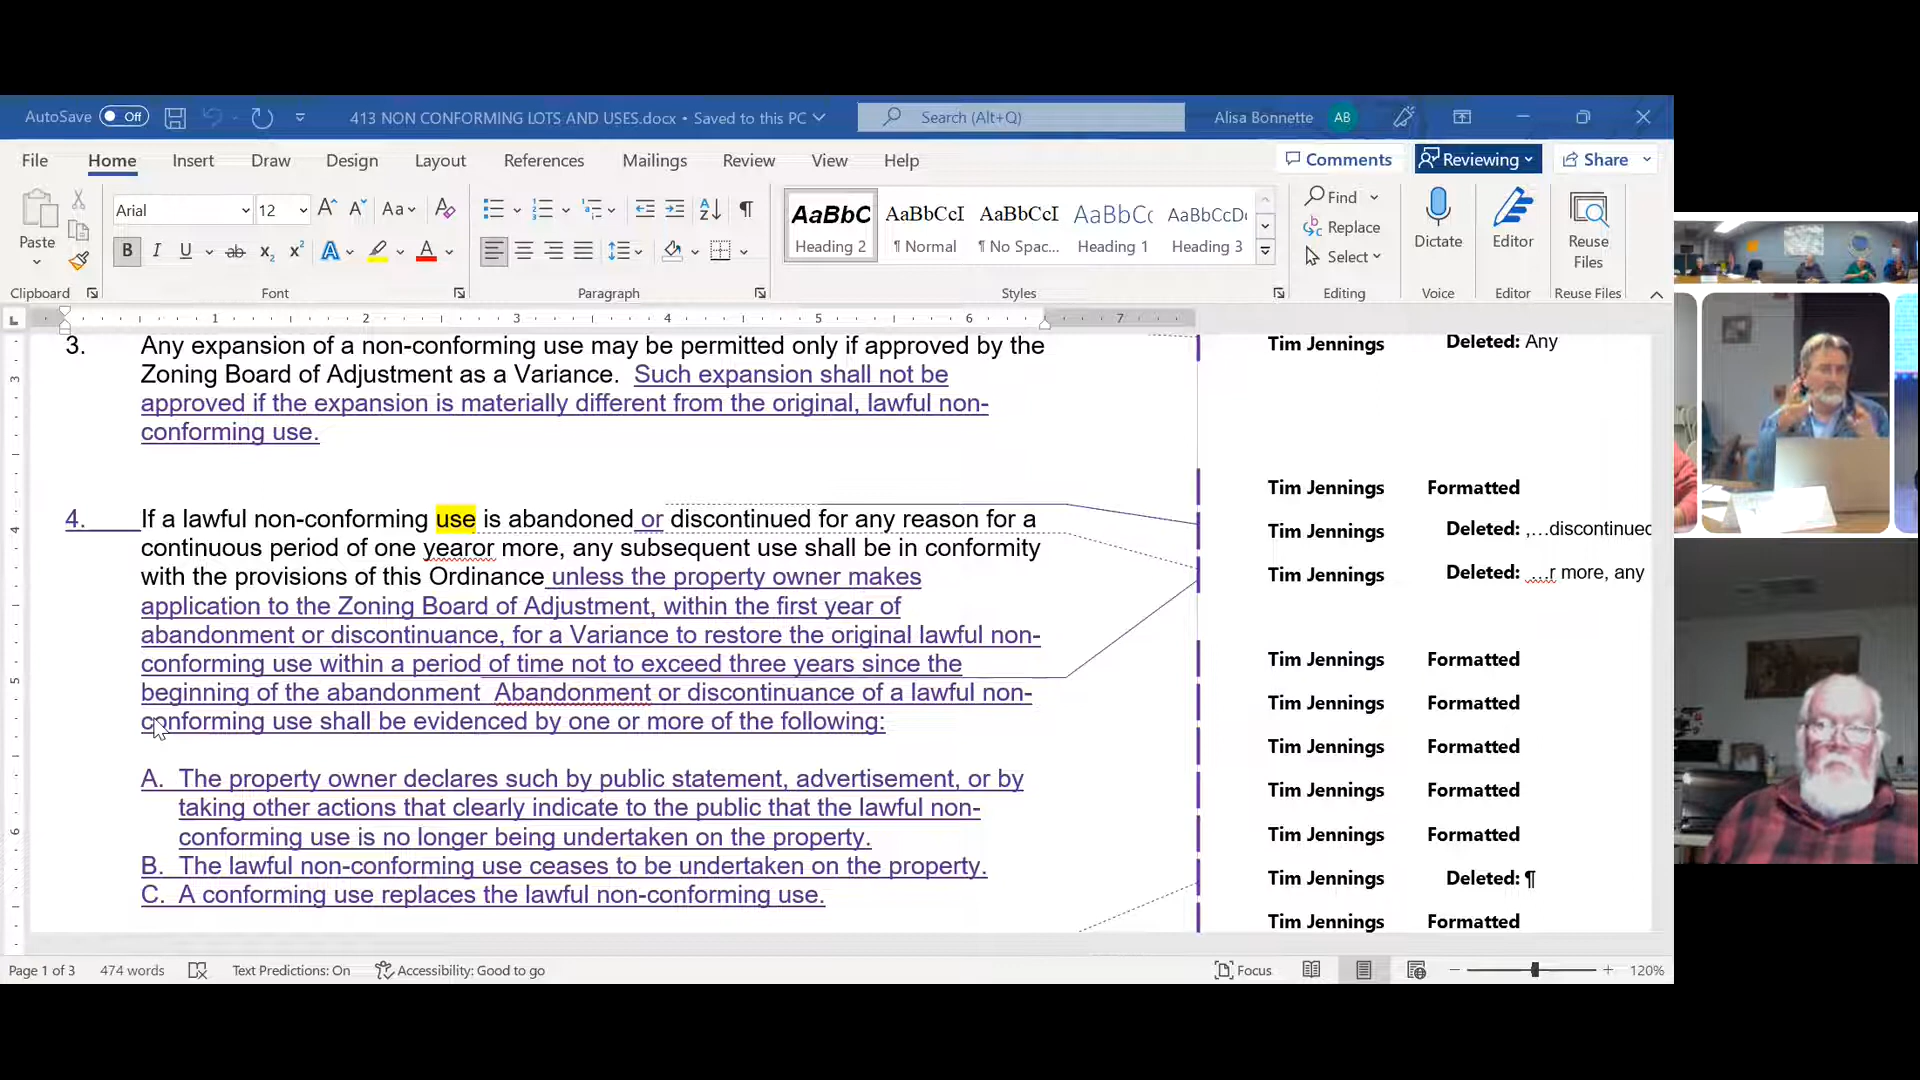 AutoSave Off 413 NON CONFORMING LOTS AND USES.docx • Saved to this PC Search (Alt+Q) Alisa Bonnette AB
File Home Insert Draw Design Layout References Mailings Review View Help Comments Reviewing Share
Arial 12 Aa AaBbC AaBbCcI AaBbCcI AaBbCc AaBbCcD Find
Paste B I U ab x₂ x² A A Heading 2 ¶ Normal ¶ No Spac... Heading 1 Heading 3 Replace Select Dictate Editor Reuse Files
Clipboard Font Paragraph Styles Editing Voice Editor Reuse Files
1 2 3 4 5 6 7
3. Any expansion of a non-conforming use may be permitted only if approved by the
Zoning Board of Adjustment as a Variance. Such expansion shall not be
approved if the expansion is materially different from the original, lawful non-
conforming use.
4. If a lawful non-conforming use is abandoned or discontinued for any reason for a
continuous period of one yearor more, any subsequent use shall be in conformity
with the provisions of this Ordinance unless the property owner makes
application to the Zoning Board of Adjustment, within the first year of
abandonment or discontinuance, for a Variance to restore the original lawful non-
conforming use within a period of time not to exceed three years since the
beginning of the abandonment Abandonment or discontinuance of a lawful non-
conforming use shall be evidenced by one or more of the following:
A. The property owner declares such by public statement, advertisement, or by
taking other actions that clearly indicate to the public that the lawful non-
conforming use is no longer being undertaken on the property.
B. The lawful non-conforming use ceases to be undertaken on the property.
C. A conforming use replaces the lawful non-conforming use.
Tim Jennings Deleted: Any
Tim Jennings Formatted
Tim Jennings Deleted: ,...discontinued
Tim Jennings Deleted: ...r more, any
Tim Jennings Formatted
Tim Jennings Formatted
Tim Jennings Formatted
Tim Jennings Formatted
Tim Jennings Formatted
Tim Jennings Deleted: ¶
Tim Jennings Formatted
3
4
5
6
Page 1 of 3 474 words Text Predictions: On Accessibility: Good to go Focus 120%